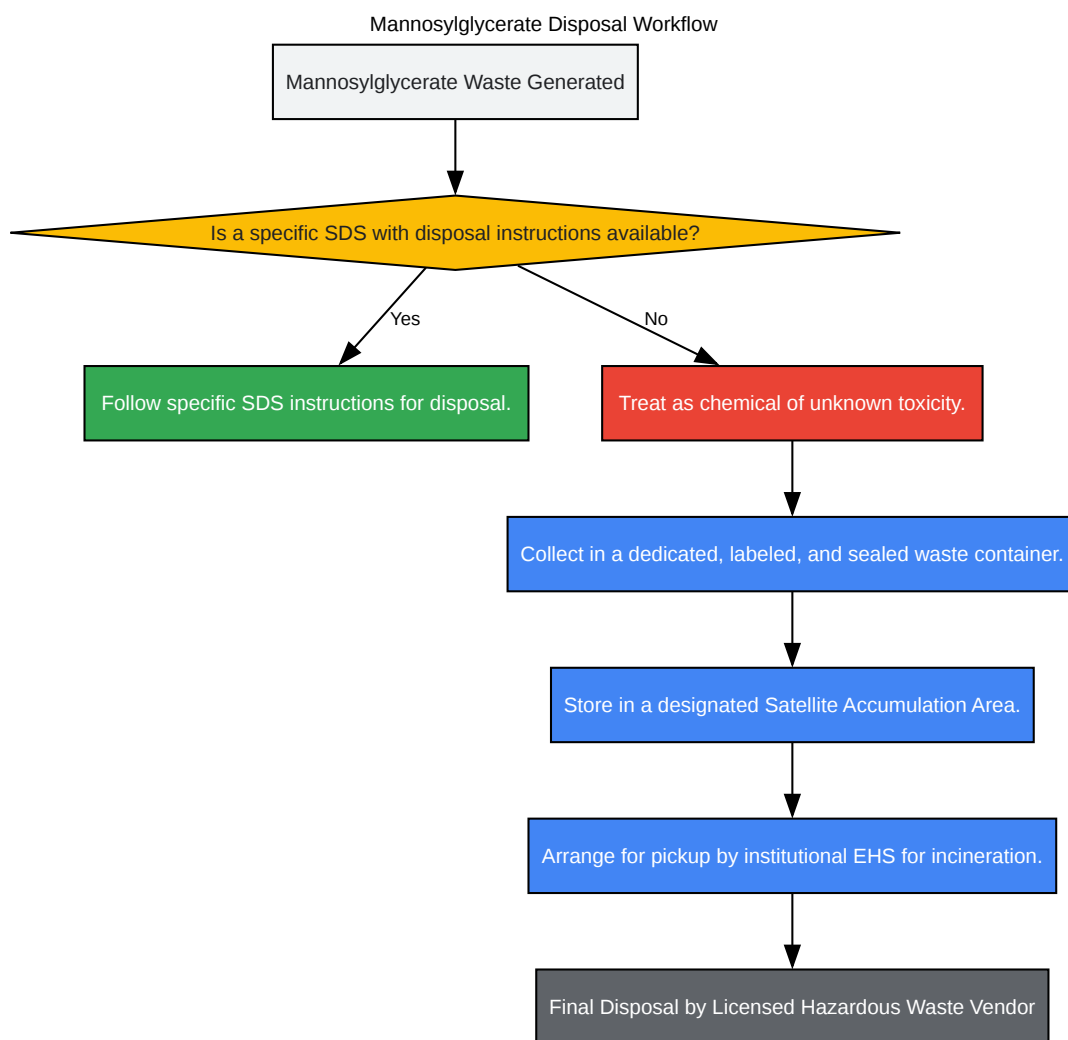 Mannosylglycerate Disposal Workflow
Mannosylglycerate Waste Generated
Is a specific SDS with disposal instructions available?
Yes
No
Follow specific SDS instructions for disposal.
Treat as chemical of unknown toxicity.
Collect in a dedicated, labeled, and sealed waste container.
Store in a designated Satellite Accumulation Area.
Arrange for pickup by institutional EHS for incineration.
Final Disposal by Licensed Hazardous Waste Vendor